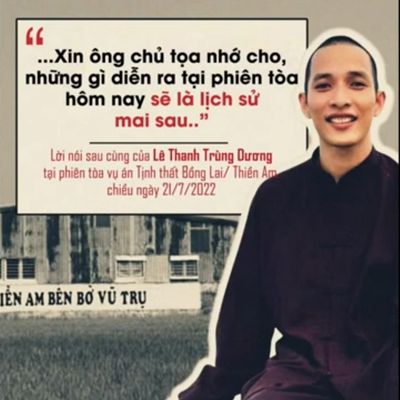 “
...Xin ông chủ tọa nhớ cho,
những gì diễn ra tại phiên tòa
hôm nay sẽ là lịch sử
mai sau..”
Lời nói sau cùng của Lê Thanh Trùng Dương
tại phiên tòa vụ án Tịnh thất Bồng Lai/ Thiền Am
chiều ngày 21/7/2022
IỀN AM BÊN BỜ VŨ TRỤ